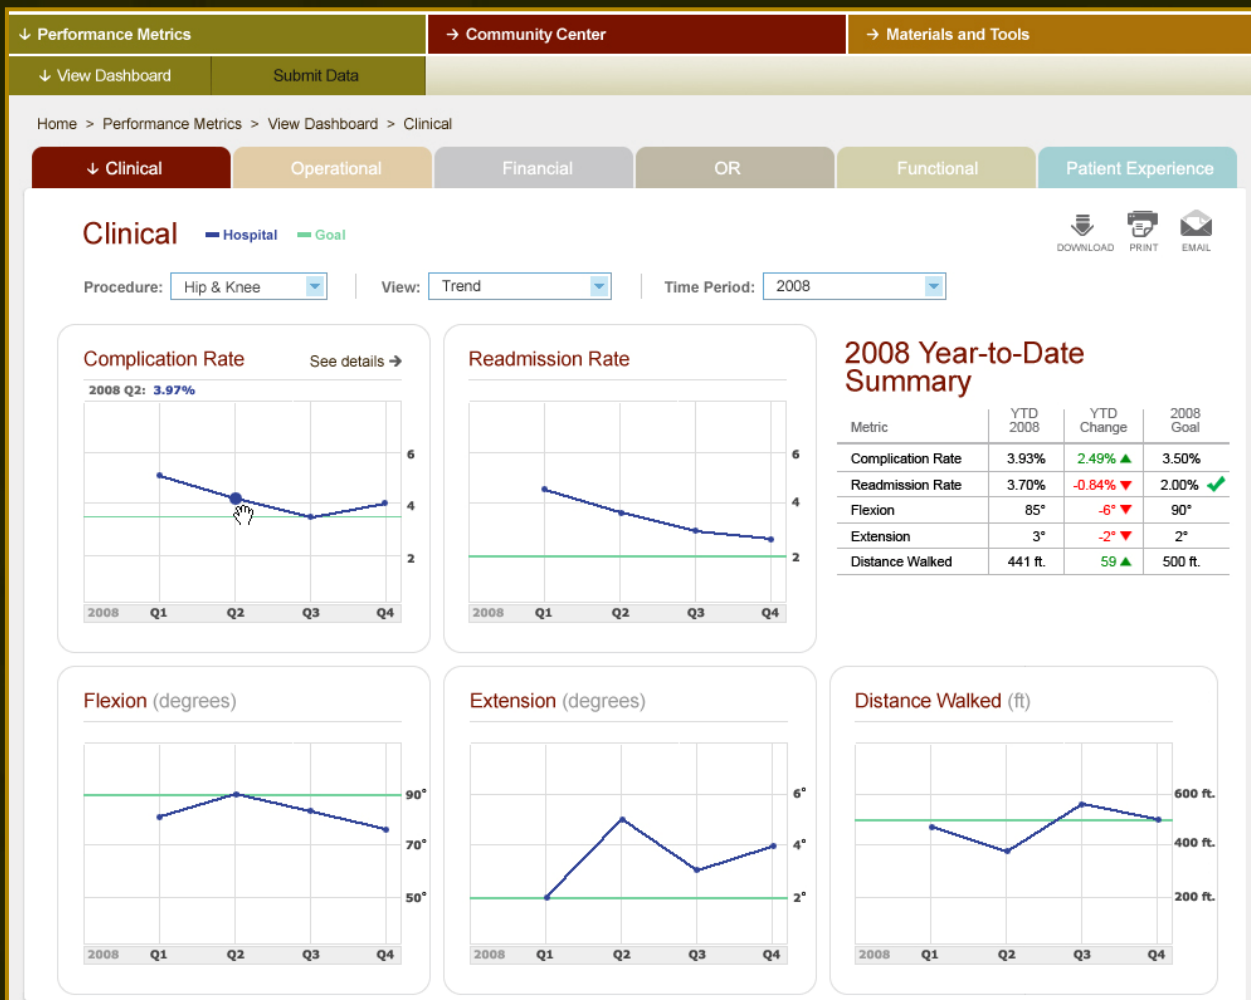 Performance Metrics
Community Center
Materials and Tools
View Dashboard
Submit Data
Home > Performance Metrics > View Dashboard > Clinical
Clinical
Operational
Financial
OR
Functional
Patient Experience
Clinical
Hospital
Goal
DOWNLOAD
PRINT
EMAIL
Procedure: Hip & Knee
View: Trend
Time Period: 2008
Complication Rate
See details
2008 Q2: 3.97%
6
4
2
2008 Q1 Q2 Q3 Q4
Readmission Rate
6
4
2
2008 Q1 Q2 Q3 Q4
2008 Year-to-Date
Summary
Metric YTD 2008 YTD Change 2008 Goal
Complication Rate 3.93% 2.49% 3.50%
Readmission Rate 3.70% -0.84% 2.00%
Flexion 85° -6° 90°
Extension 3° -2° 2°
Distance Walked 441 ft. 59 500 ft.
Flexion (degrees)
90°
70°
50°
2008 Q1 Q2 Q3 Q4
Extension (degrees)
6°
4°
2°
2008 Q1 Q2 Q3 Q4
Distance Walked (ft)
600 ft.
400 ft.
200 ft.
2008 Q1 Q2 Q3 Q4